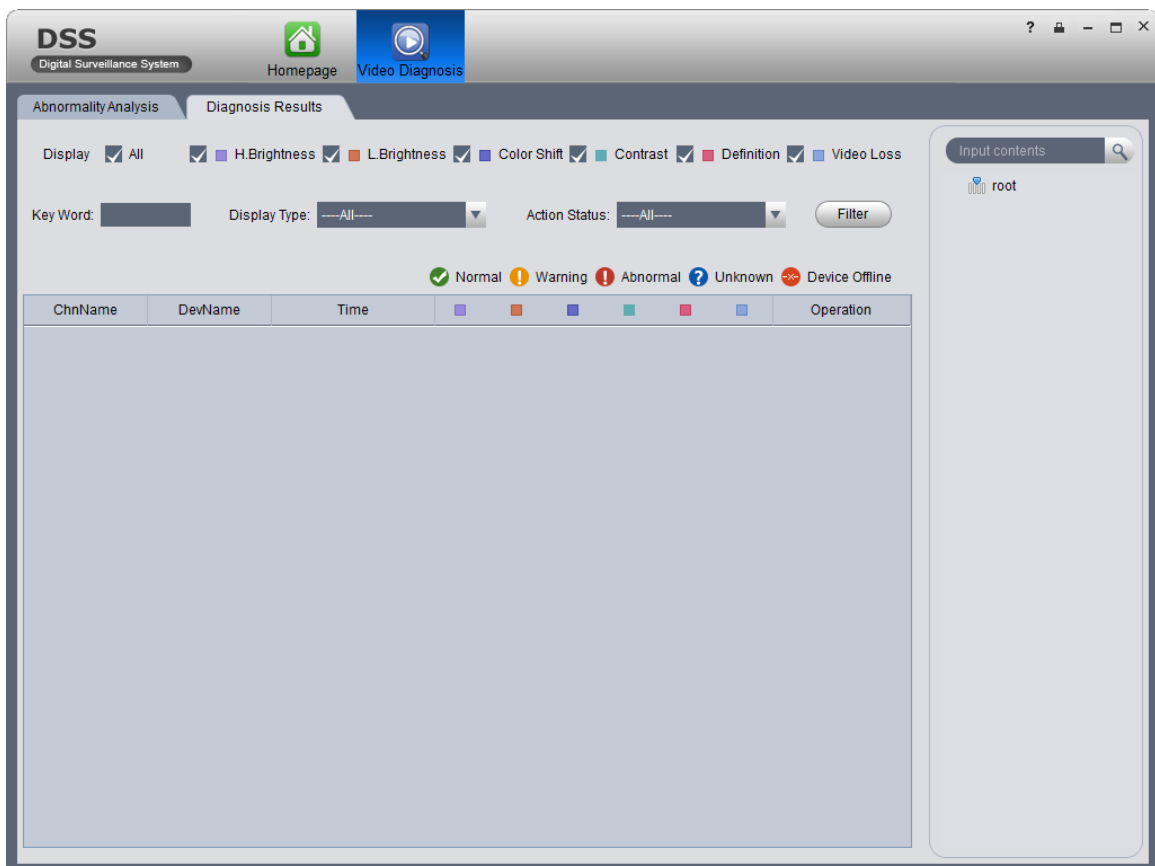 DSS
Digital Surveillance System
Homepage
Video Diagnosis
Abnormality Analysis
Diagnosis Results
Display All H.Brightness L.Brightness Color Shift Contrast Definition Video Loss
Input contents
root
Key Word: Display Type: ----All---- Action Status: ----All---- Filter
Normal Warning Abnormal Unknown Device Offline
ChnName DevName Time Operation